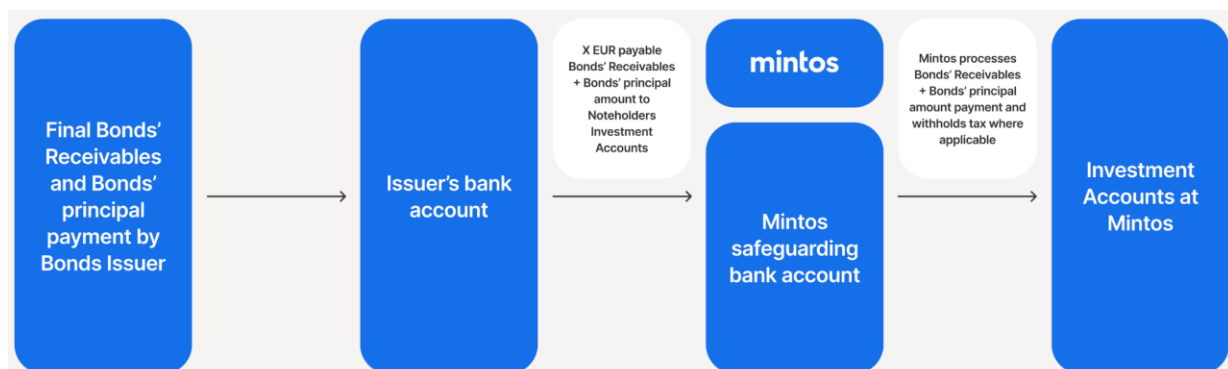 Final Bonds’
Receivables
and Bonds’
principal
payment by
Bonds Issuer
Issuer’s bank
account
X EUR payable
Bonds’ Receivables
+ Bonds’ principal
amount to
Noteholders
Investment
Accounts
mintos
Mintos
safeguarding
bank account
Mintos processes
Bonds’ Receivables
+ Bonds’ principal
amount payment and
withholds tax where
applicable
Investment
Accounts at
Mintos